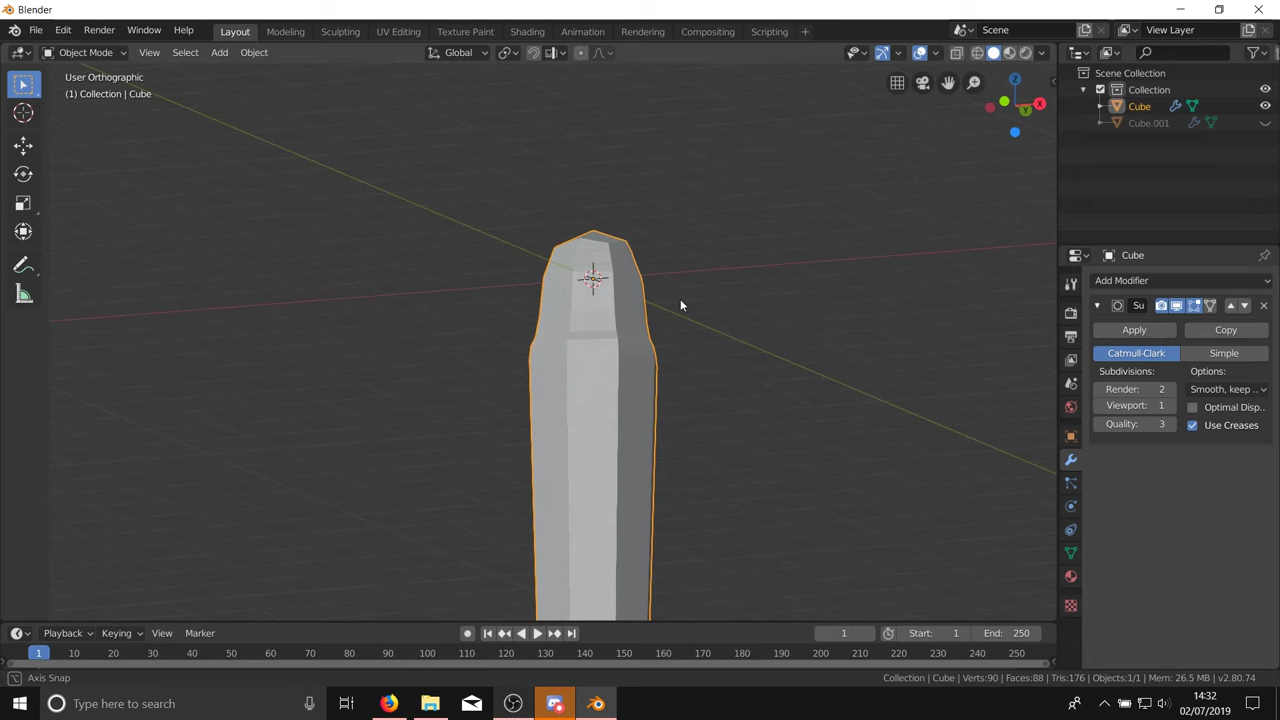 Blender
File Edit Render Window Help Layout Modeling Sculpting UV Editing Texture Paint Shading Animation Rendering Compositing Scripting + Scene View Layer
Object Mode View Select Add Object Global
User Orthographic
(1) Collection | Cube
Z
X
Y
Scene Collection
Collection
Cube
Cube.001
Cube
Add Modifier
Su
Apply Copy
Catmull-Clark Simple
Subdivisions: Options:
Render: 2 Smooth, keep ..
Viewport: 1 Optimal Disp..
Quality: 3 Use Creases
Playback Keying View Marker 1 Start: 1 End: 250
1 10 20 30 40 50 60 70 80 90 100 110 120 130 140 150 160 170 180 190 200 210 220 230 240 250
Axis Snap Collection | Cube | Verts:90 | Faces:88 | Tris:176 | Objects:1/1 | Mem: 26.5 MB | v2.80.74
Type here to search 14:32
02/07/2019